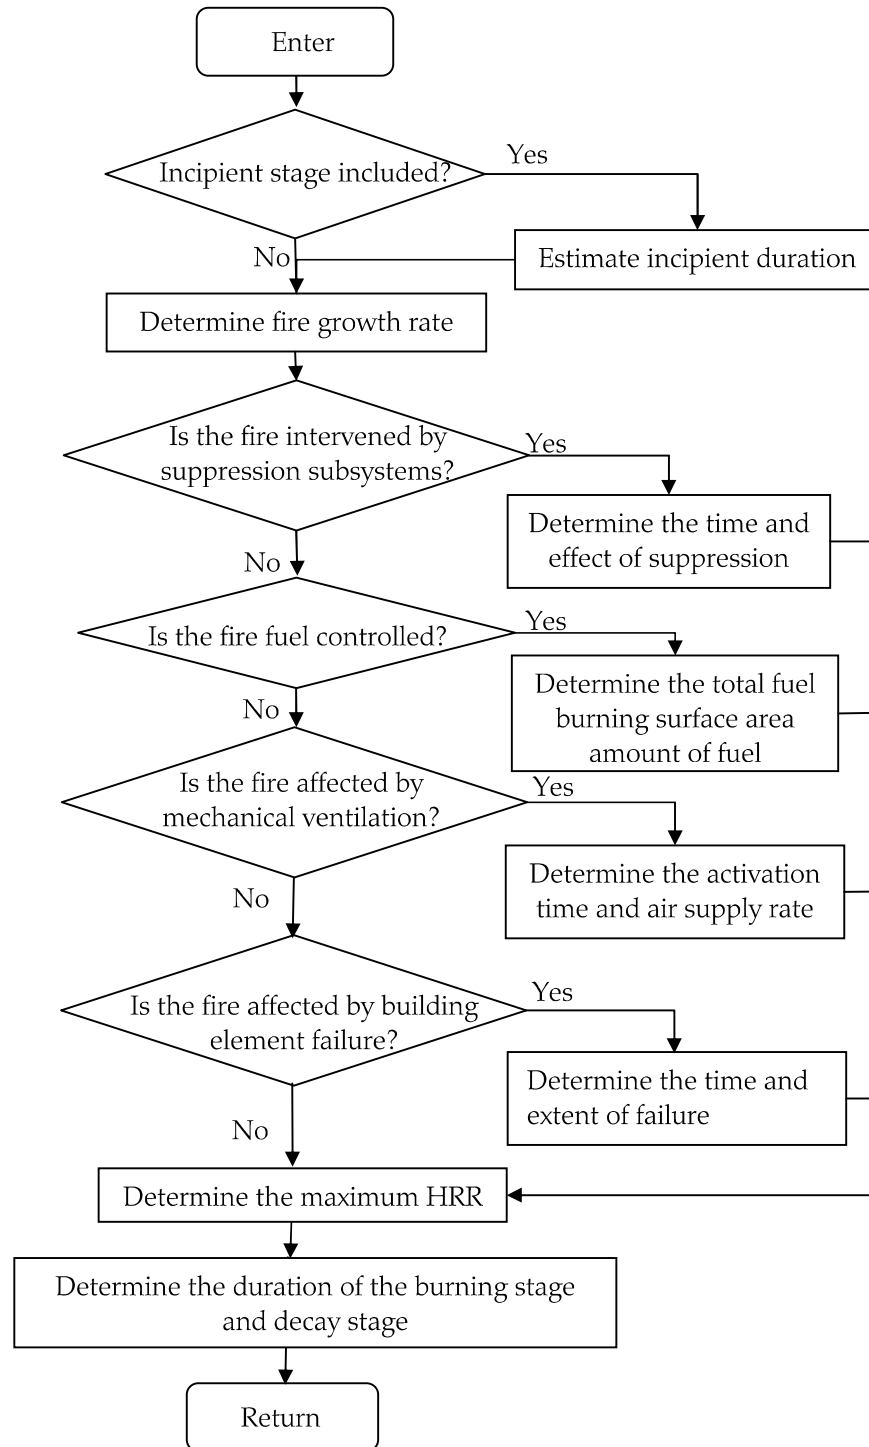 Enter
Incipient stage included?
Yes
No
Estimate incipient duration
Determine fire growth rate
Is the fire intervened by
suppression subsystems?
Yes
Determine the time and
effect of suppression
No
Is the fire fuel controlled?
Yes
Determine the total fuel
burning surface area
amount of fuel
No
Is the fire affected by
mechanical ventilation?
Yes
Determine the activation
time and air supply rate
No
Is the fire affected by building
element failure?
Yes
Determine the time and
extent of failure
No
Determine the maximum HRR
Determine the duration of the burning stage
and decay stage
Return